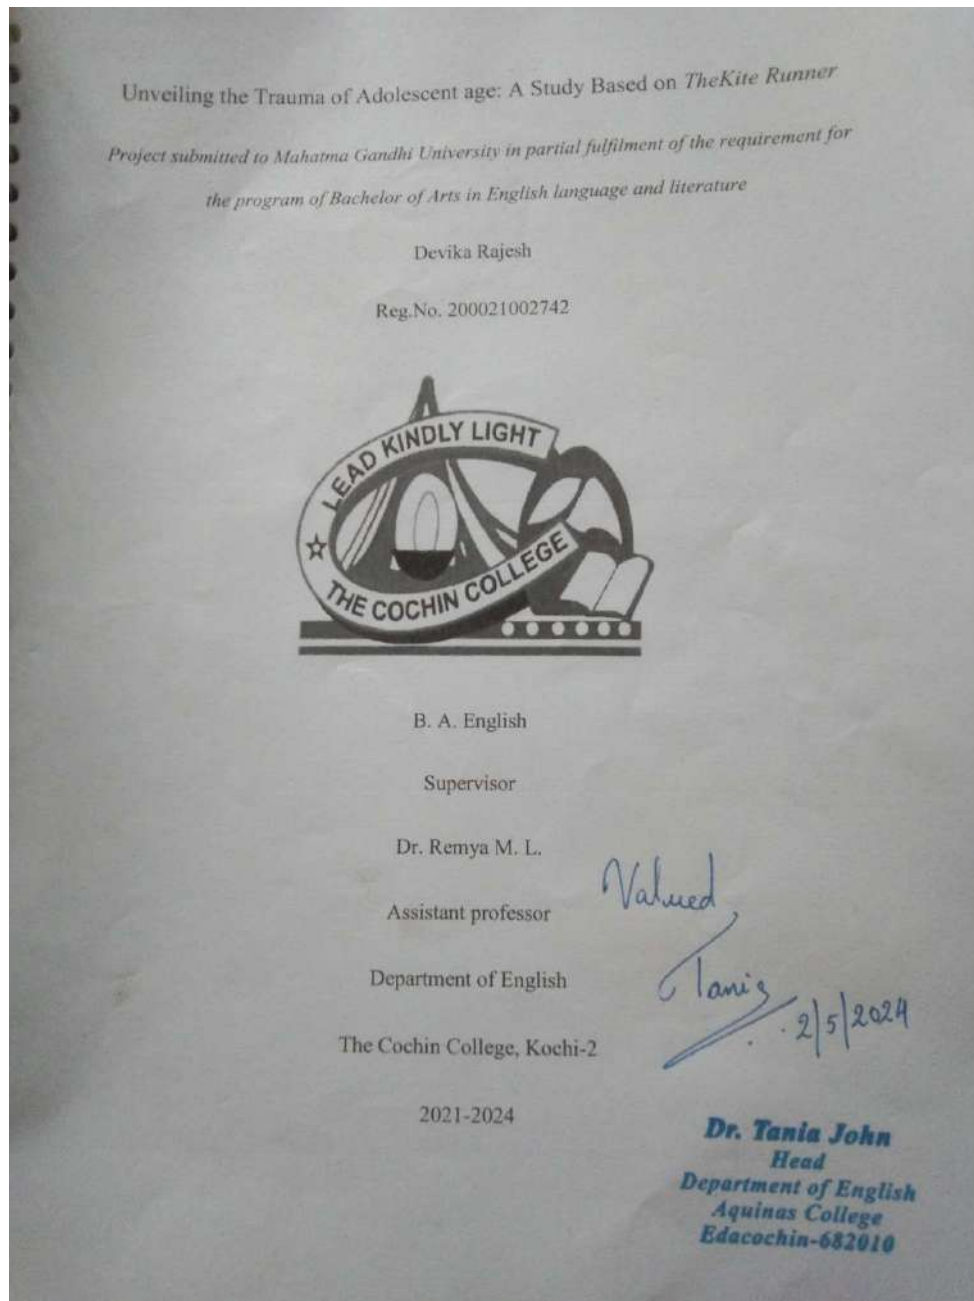 Unveiling the Trauma of Adolescent age: A Study Based on TheKite Runner
Project submitted to Mahatma Gandhi University in partial fulfilment of the requirement for
the program of Bachelor of Arts in English language and literature
Devika Rajesh
Reg.No. 200021002742
LEAD KINDLY LIGHT
THE COCHIN COLLEGE
B. A. English
Supervisor
Dr. Remya M. L.
Assistant professor
Department of English
The Cochin College, Kochi-2
2021-2024
Valued
Tania
2/5/2024
Dr. Tania John
Head
Department of English
Aquinas College
Edacochin-682010